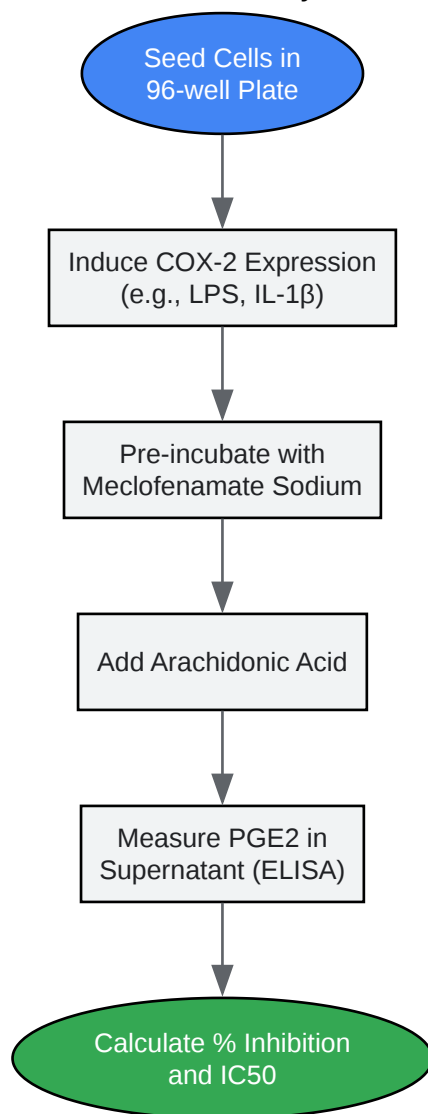 Seed Cells in
96-well Plate
Induce COX-2 Expression
(e.g., LPS, IL-1β)
Pre-incubate with
Meclofenamate Sodium
Add Arachidonic Acid
Measure PGE2 in
Supernatant (ELISA)
Calculate % Inhibition
and IC50